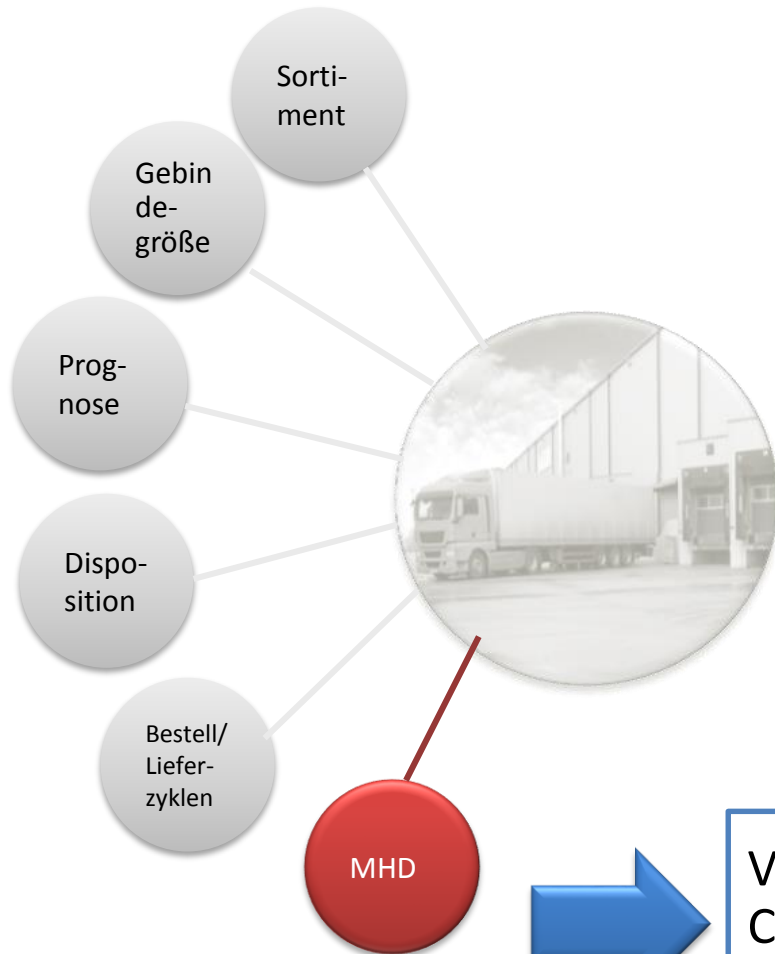 Sorti-
ment
Gebin
de-
größe
Prog-
nose
Dispo-
sition
Bestell/
Liefer-
zyklen
MHD
V
C